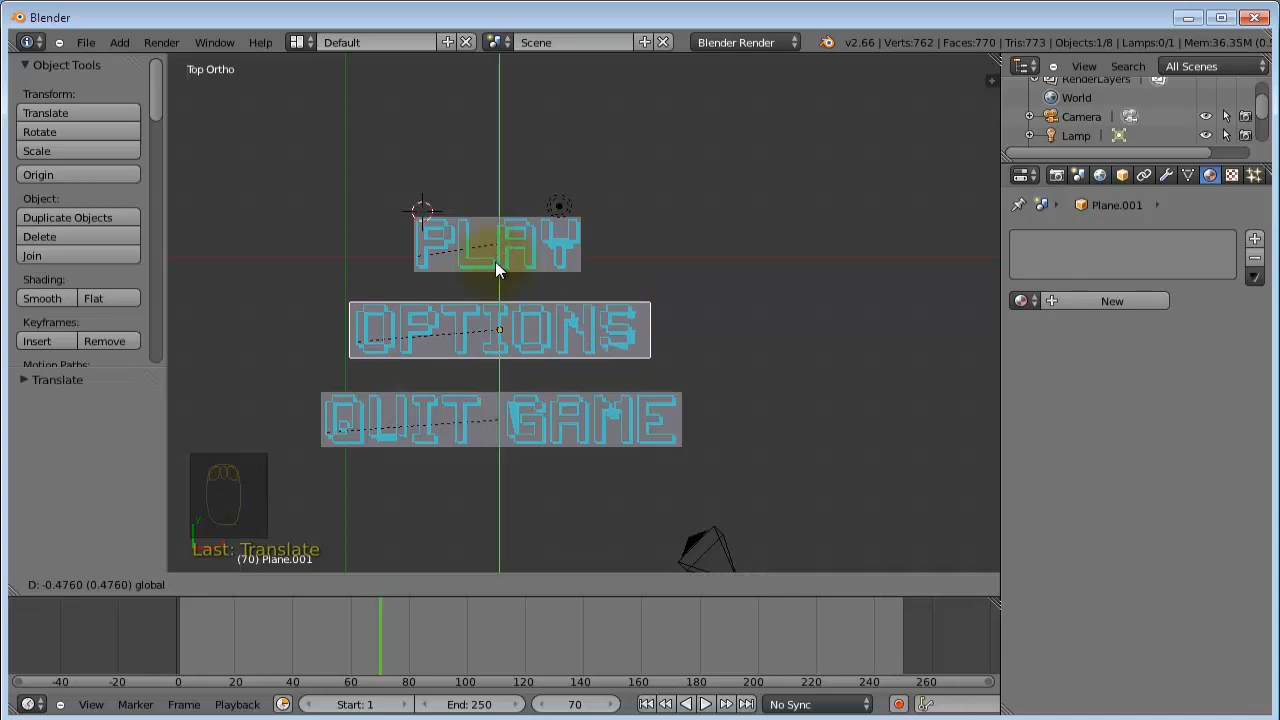 Blender
File Add Render Window Help Default Scene Blender Render v2.66 | Verts:762 | Faces:770 | Tris:773 | Objects:1/8 | Lamps:0/1 | Mem:36.35M (0.5
Object Tools
Transform:
Translate
Rotate
Scale
Origin
Object:
Duplicate Objects
Delete
Join
Shading:
Smooth Flat
Keyframes:
Insert Remove
Translate
Top Ortho
PLAY
OPTIONS
QUIT GAME
y
Last: Translate
(70) Plane.001
D: -0.4760 (0.4760) global
View Search All Scenes
RenderLayers
World
Camera
Lamp
Plane.001
New
-40 -20 0 20 40 60 80 100 120 140 160 180 200 220 240 260
View Marker Frame Playback Start: 1 End: 250 70 No Sync